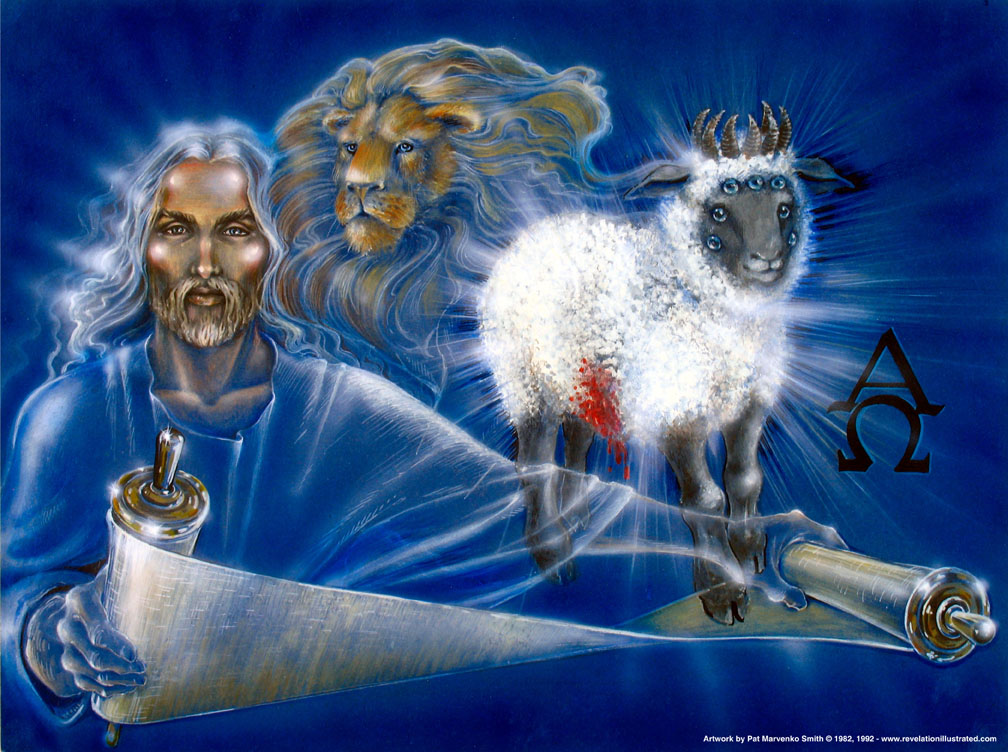 Α
Ω
Artwork by Pat Marvenko Smith © 1982, 1992 - www.revelationillustrated.com